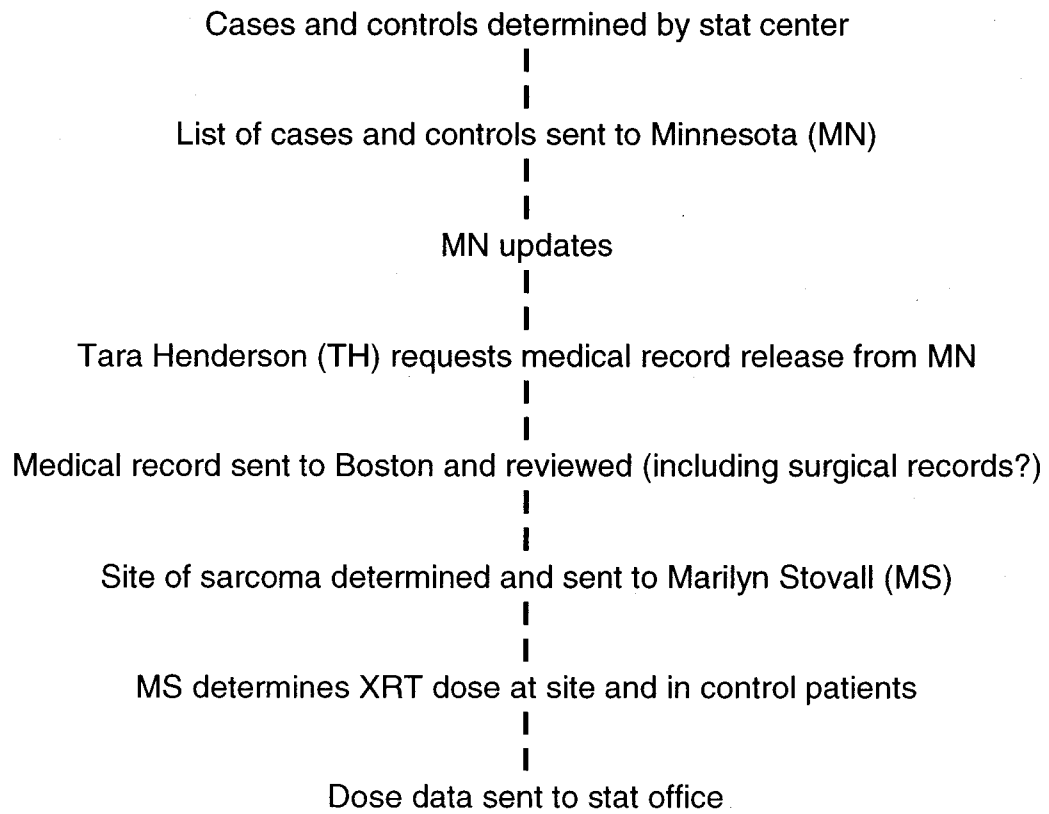 Cases and controls determined by stat center
List of cases and controls sent to Minnesota (MN)
MN updates
Tara Henderson (TH) requests medical record release from MN
Medical record sent to Boston and reviewed (including surgical records?)
Site of sarcoma determined and sent to Marilyn Stovall (MS)
MS determines XRT dose at site and in control patients
Dose data sent to stat office